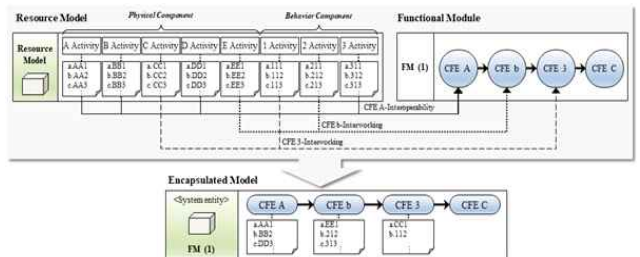 Resource Model
Physical Component
Behavior Component
Functional Module
Resource
Model
A Activity
B Activity
C Activity
D Activity
E Activity
1 Activity
2 Activity
3 Activity
a.AA1
b.AA2
c.AA3
a.BB1
b.BB2
c.BB3
a.CC1
b.CC2
c.CC3
a.DD1
b.DD2
c.DD3
a.EE1
b.EE2
c.EE3
a.111
b.112
c.113
a.211
b.212
c.213
a.311
b.312
c.313
FM (1)
CFE A
CFE b
CFE 3
CFE C
CFE A-Interoperability
CFE b-Interworking
CFE 3-Interworking
Encapsulated Model
<System entity>
FM (1)
CFE A
CFE b
CFE 3
CFE C
a.AA1
b.BB2
c.DD3
a.EE1
b.212
c.313
a.CC1
b.112